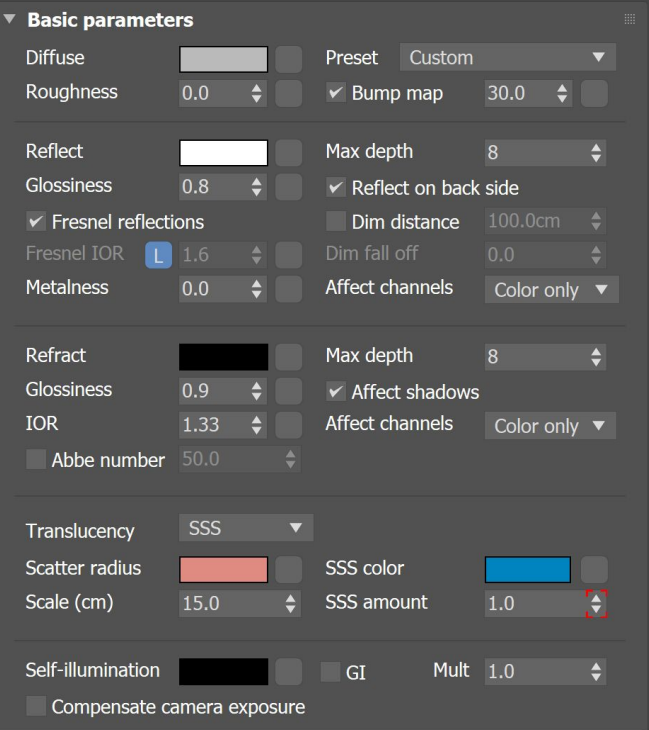 Basic parameters
Diffuse Preset Custom
Roughness 0.0 Bump map 30.0
Reflect Max depth 8
Glossiness 0.8 Reflect on back side
Fresnel reflections Dim distance 100.0cm
Fresnel IOR L 1.6 Dim fall off 0.0
Metalness 0.0 Affect channels Color only
Refract Max depth 8
Glossiness 0.9 Affect shadows
IOR 1.33 Affect channels Color only
Abbe number 50.0
Translucency SSS
Scatter radius SSS color
Scale (cm) 15.0 SSS amount 1.0
Self-illumination GI Mult 1.0
Compensate camera exposure